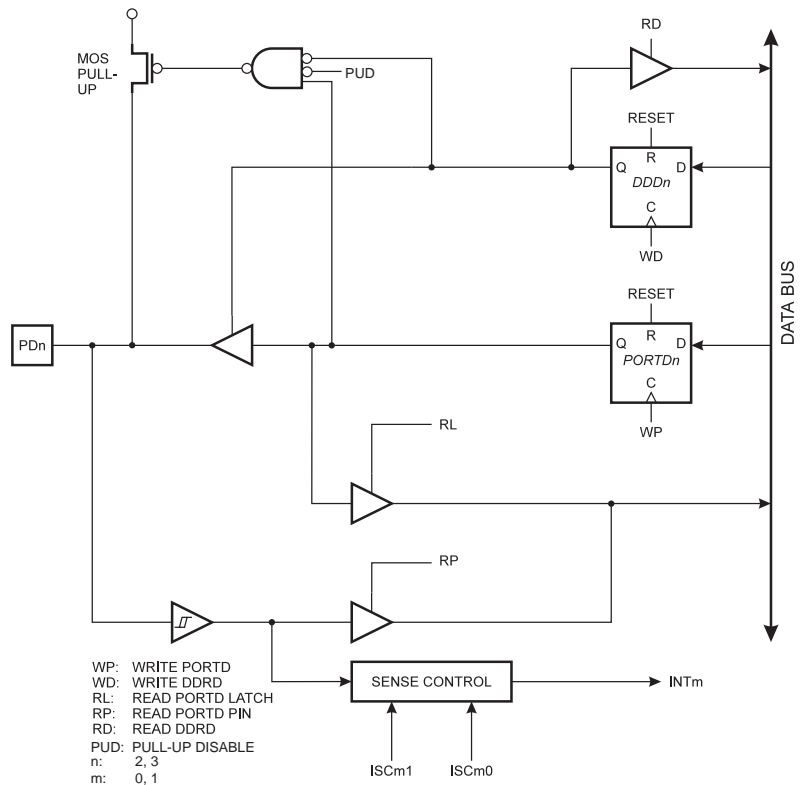 MOS
PULL-
UP
PUD
RD
RESET
R
Q
D
DDDn
C
WD
RESET
R
Q
D
PORTDn
C
WP
DATA BUS
PDn
RL
RP
SENSE CONTROL
INTm
ISCm1
ISCm0
WP: WRITE PORTD
WD: WRITE DDRD
RL: READ PORTD LATCH
RP: READ PORTD PIN
RD: READ DDRD
PUD: PULL-UP DISABLE
n: 2, 3
m: 0, 1